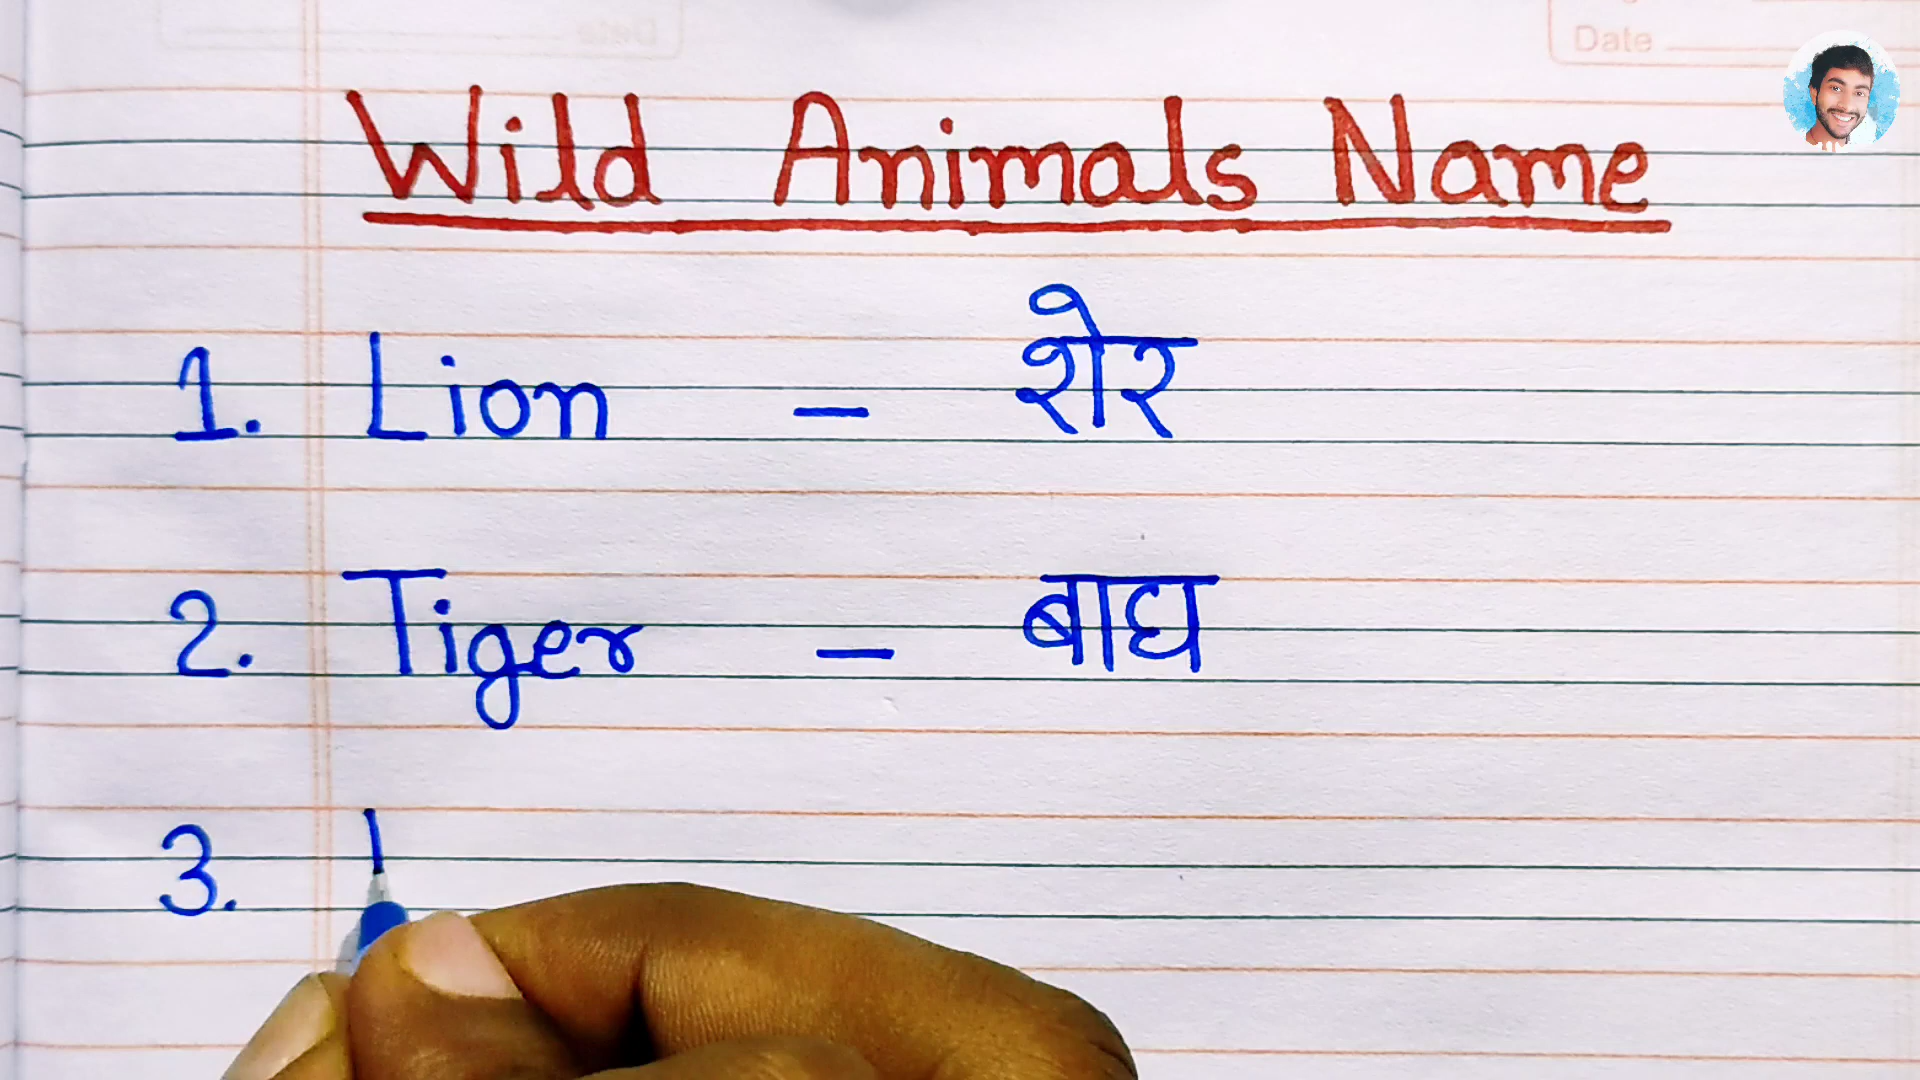 Date
Wild Animals Name
1. Lion - शेर
2. Tiger - बाघ
3.